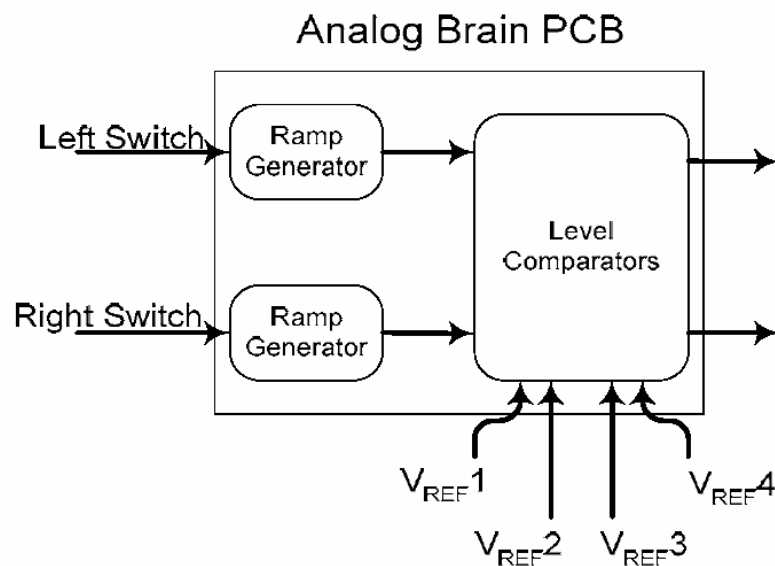 Analog Brain PCB
Left Switch
Ramp
Generator
Level
Comparators
Right Switch
Ramp
Generator
VREF1
VREF2
VREF3
VREF4